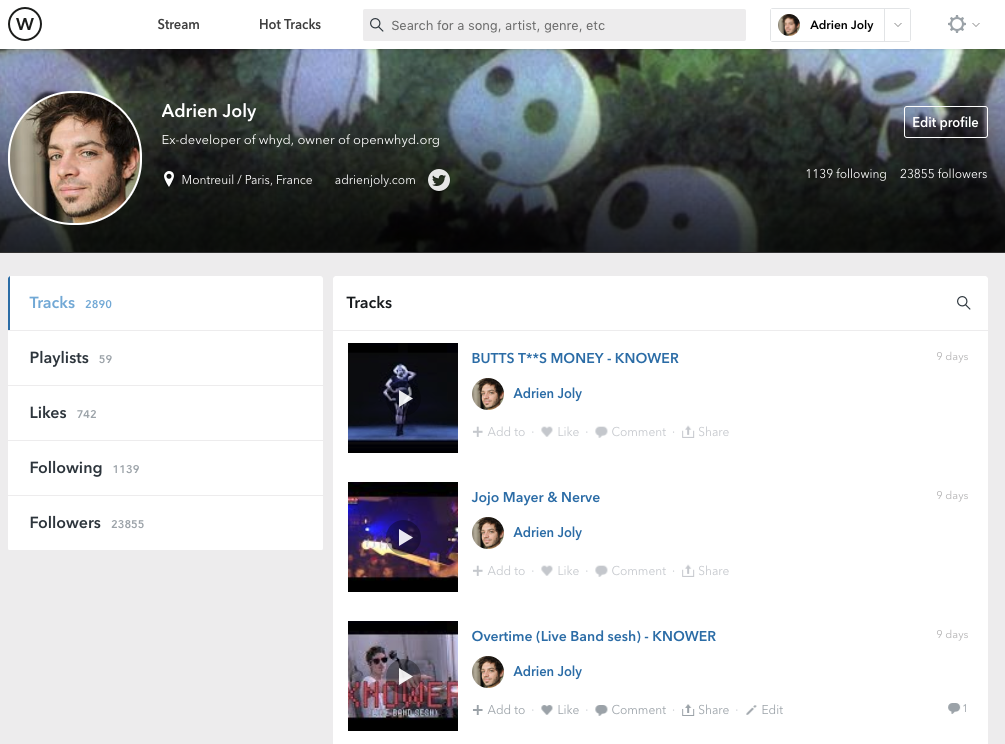 W Stream Hot Tracks Search for a song, artist, genre, etc Adrien Joly
Adrien Joly
Ex-developer of whyd, owner of openwhyd.org
Edit profile
Montreuil / Paris, France adrienjoly.com
1139 following 23855 followers
Tracks 2890
Playlists 59
Likes 742
Following 1139
Followers 23855
Tracks
BUTTS T**S MONEY - KNOWER 9 days
Adrien Joly
Add to · Like · Comment · Share
Jojo Mayer & Nerve 9 days
Adrien Joly
Add to · Like · Comment · Share
KNOWER
(LIVE BAND SESH)
Overtime (Live Band sesh) - KNOWER 9 days
Adrien Joly
Add to · Like · Comment · Share · Edit 1